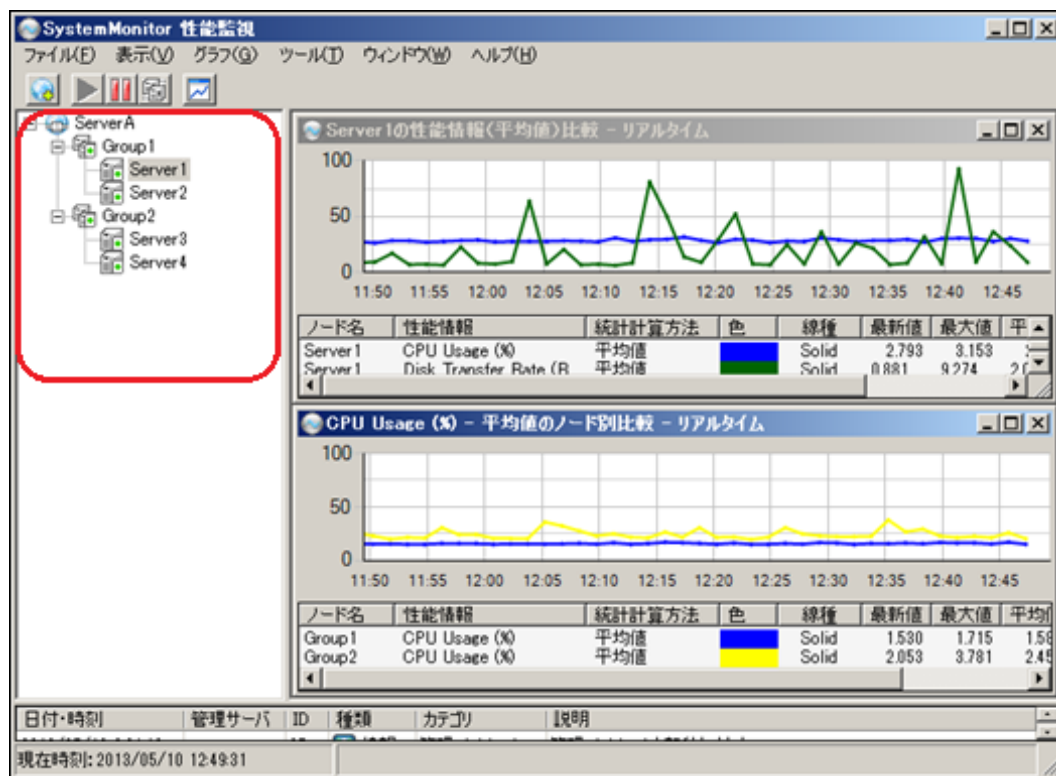 SystemMonitor 性能監視
ファイル(F) 表示(V) グラフ(G) ツール(T) ウィンドウ(W) ヘルプ(H)
ServerA
Group1
Server1
Server2
Group2
Server3
Server4
Server1の性能情報(平均値)比較 - リアルタイム
100
50
0
11:50 11:55 12:00 12:05 12:10 12:15 12:20 12:25 12:30 12:35 12:40 12:45
ノード名 性能情報 統計計算方法 色 線種 最新値 最大値 平
Server1 CPU Usage (%) 平均値 Solid 2.793 3.153
Server1 Disk Transfer Rate (B 平均値 Solid 0.881 9.274 2.0
CPU Usage (%) - 平均値のノード別比較 - リアルタイム
100
50
0
11:50 11:55 12:00 12:05 12:10 12:15 12:20 12:25 12:30 12:35 12:40 12:45
ノード名 性能情報 統計計算方法 色 線種 最新値 最大値 平均
Group1 CPU Usage (%) 平均値 Solid 1.530 1.715 1.58
Group2 CPU Usage (%) 平均値 Solid 2.053 3.781 2.45
日付・時刻 管理サーバ ID 種類 カテゴリ 説明
現在時刻: 2013/05/10 12:49:31